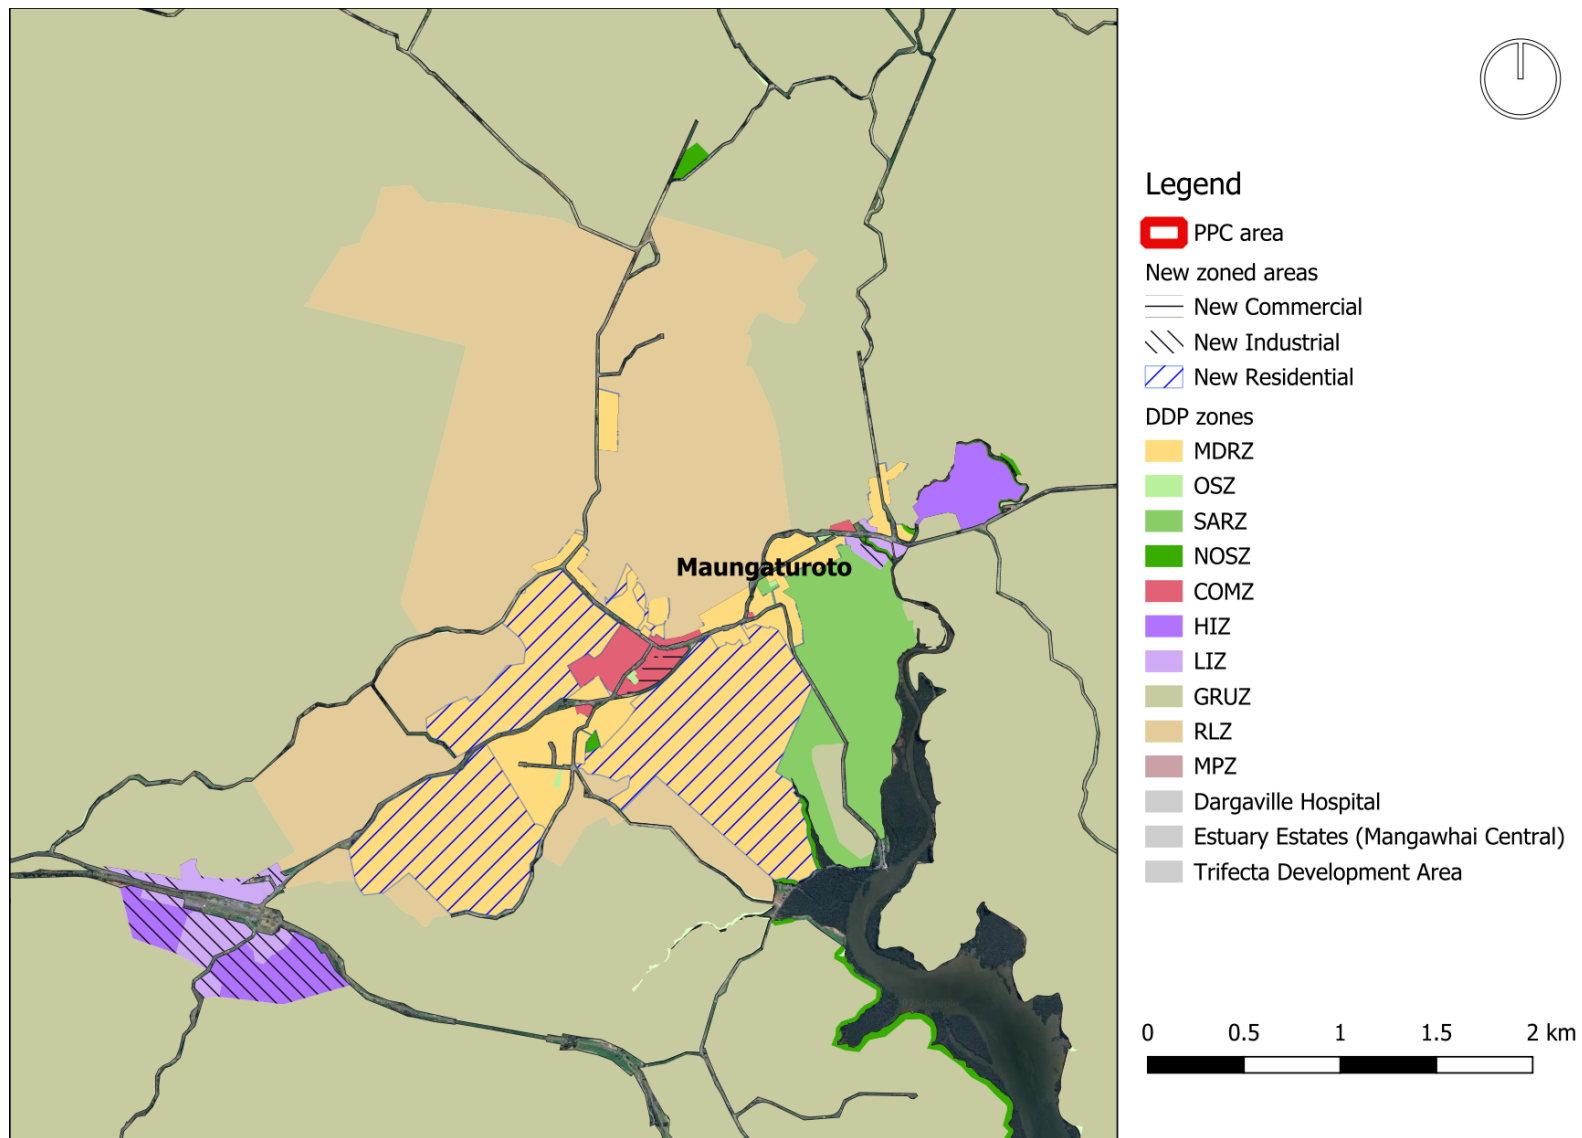 Maungaturoto
Legend
PPC area
New zoned areas
New Commercial
New Industrial
New Residential
DDP zones
MDRZ
OSZ
SARZ
NOSZ
COMZ
HIZ
LIZ
GRUZ
RLZ
MPZ
Dargaville Hospital
Estuary Estates (Mangawhai Central)
Trifecta Development Area
0 0.5 1 1.5 2 km